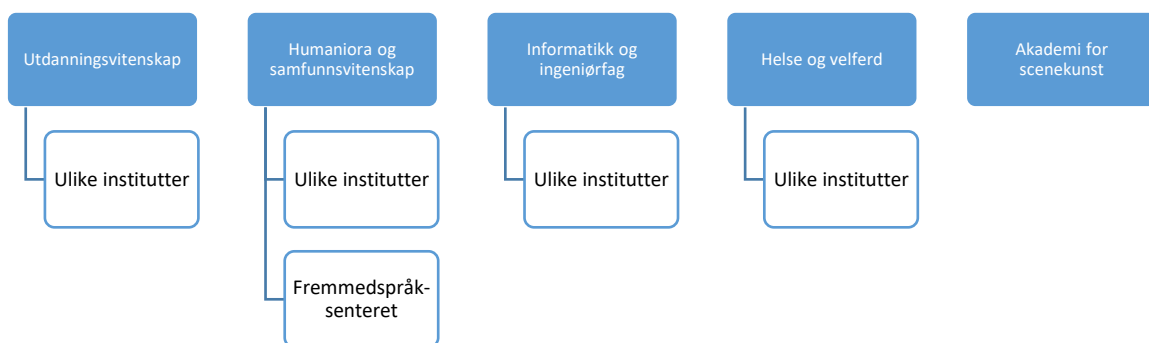 Utdanningsvitenskap
Humaniora og
samfunnsvitenskap
Informatikk og
ingeniørfag
Helse og velferd
Akademi for
scenekunst
Ulike institutter
Ulike institutter
Ulike institutter
Ulike institutter
Fremmedspråk-
senteret